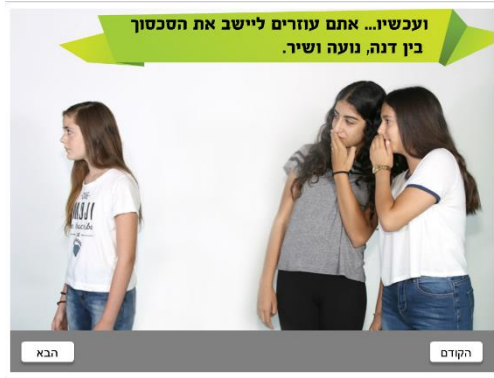 ועכשיו... אתם עוזרים ליישב את הסכסוך
בין דנה, נועה ושיר.
הקודם
הבא